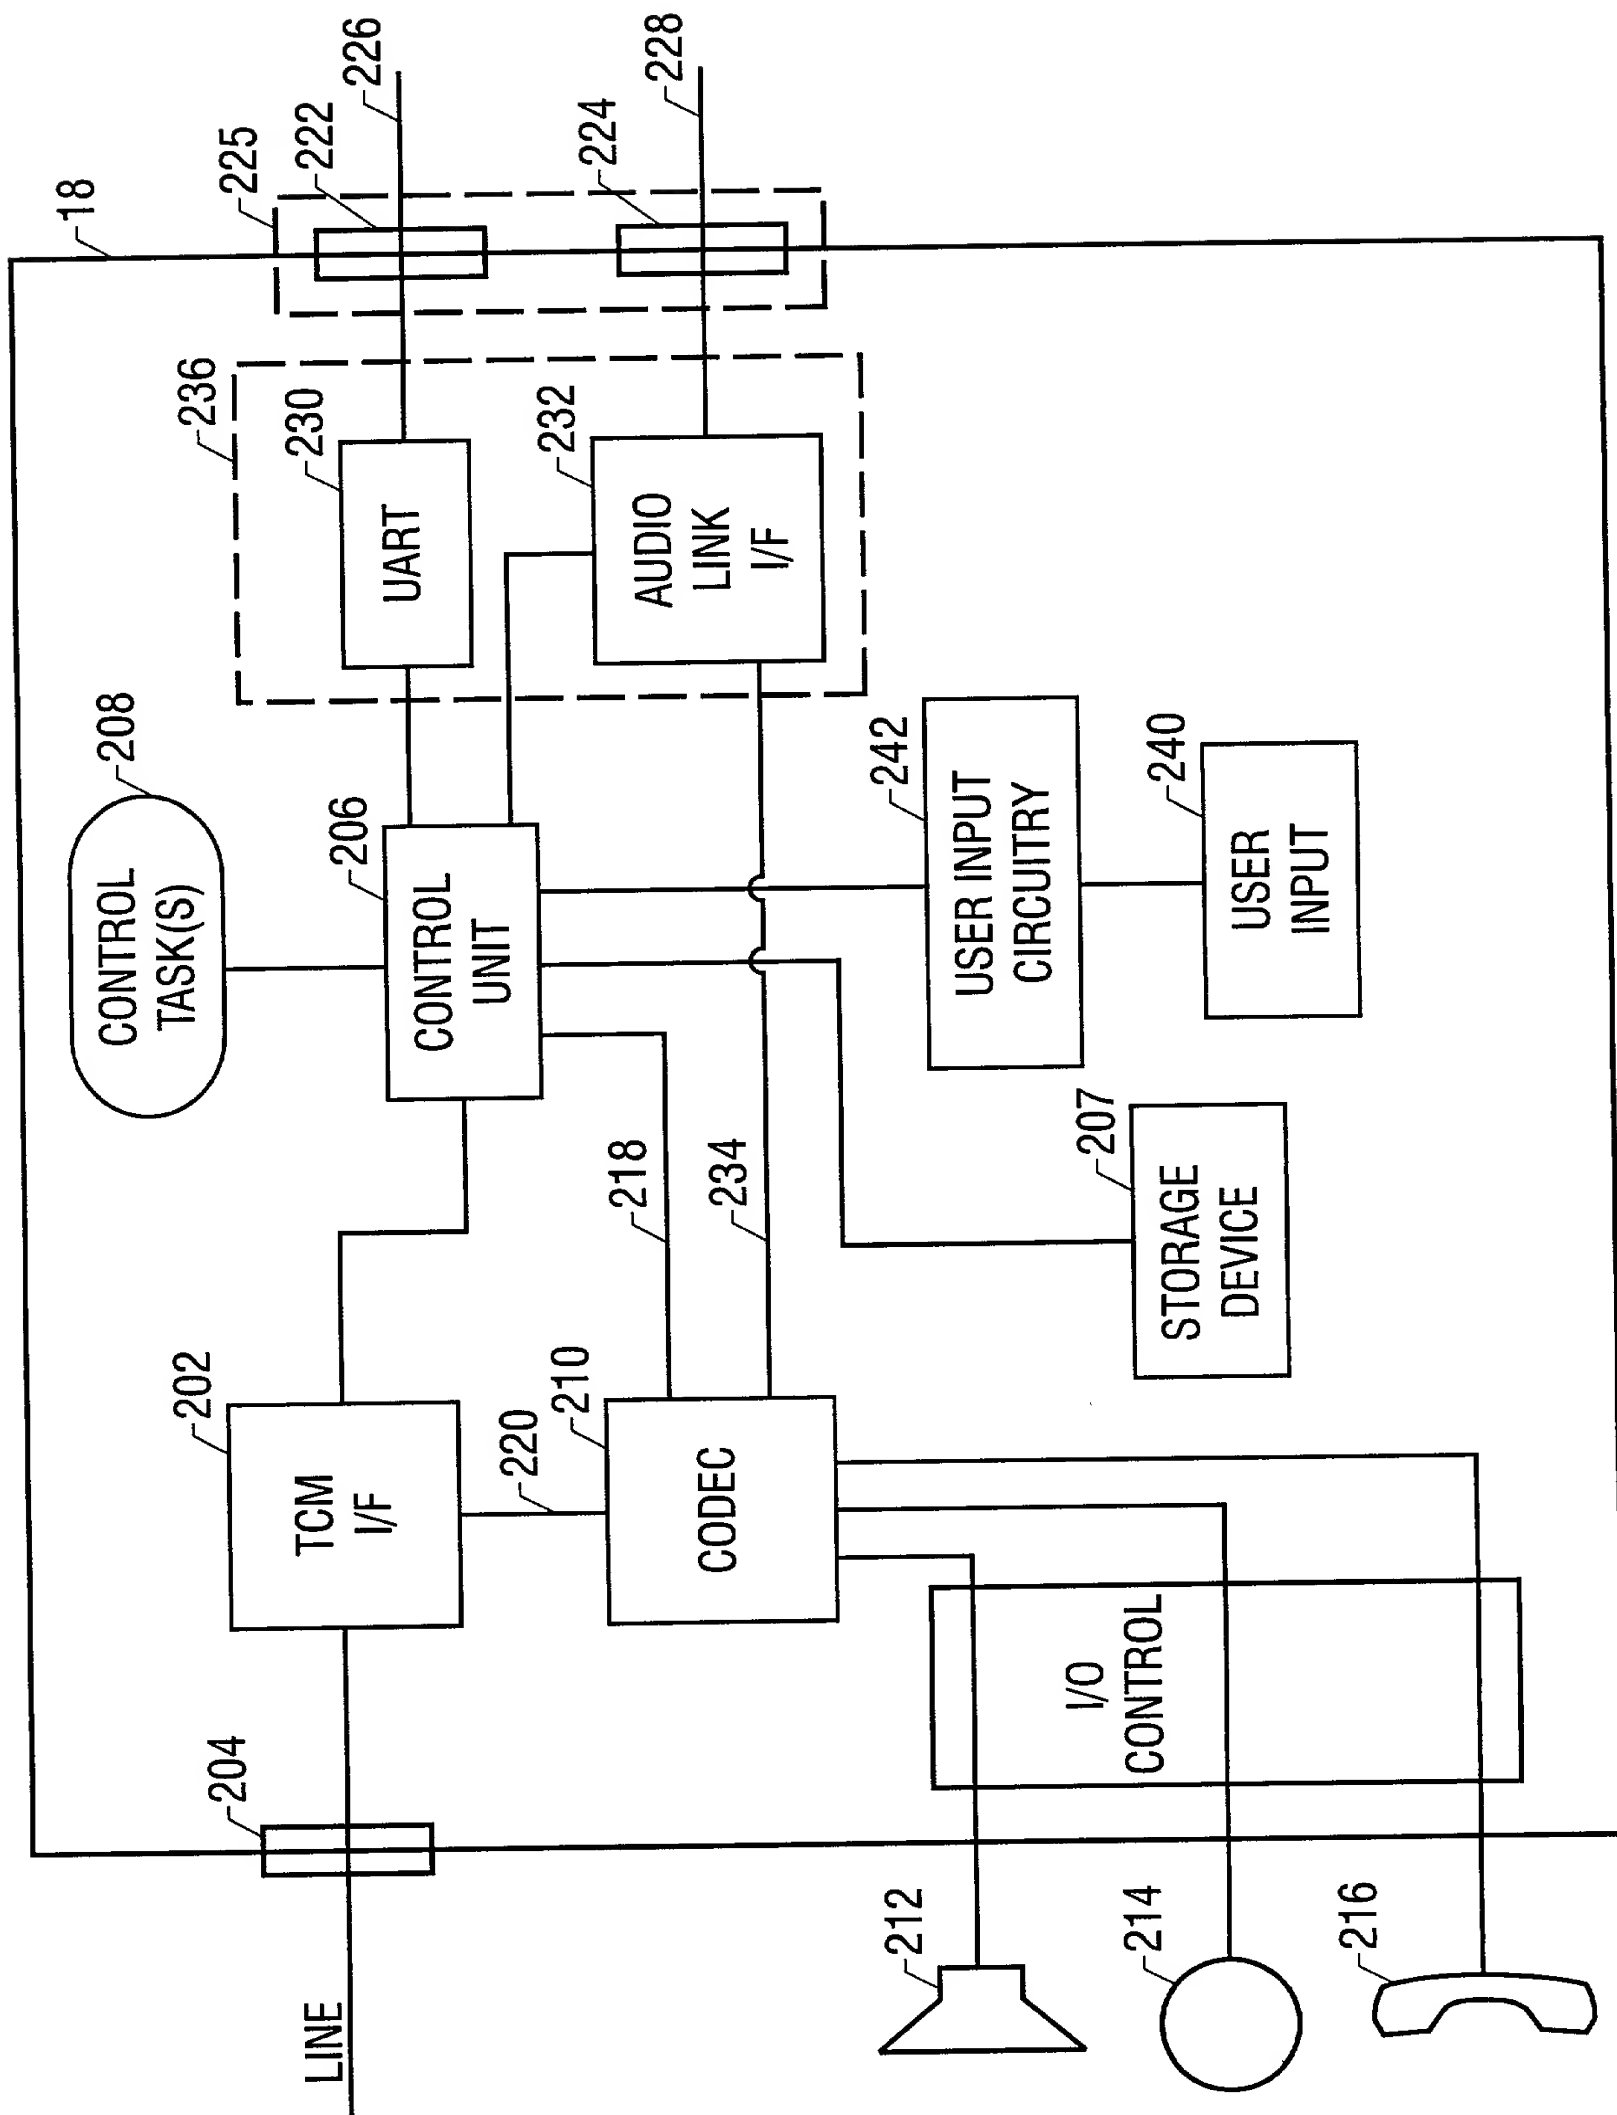 18
225
222
226
224
228
236
230
UART
232
AUDIO
LINK
I/F
CONTROL
TASK(S)
208
206
CONTROL
UNIT
242
USER INPUT
CIRCUITRY
240
USER
INPUT
207
STORAGE
DEVICE
218
234
202
TCM
I/F
220
210
CODEC
I/O
CONTROL
204
LINE
212
214
216